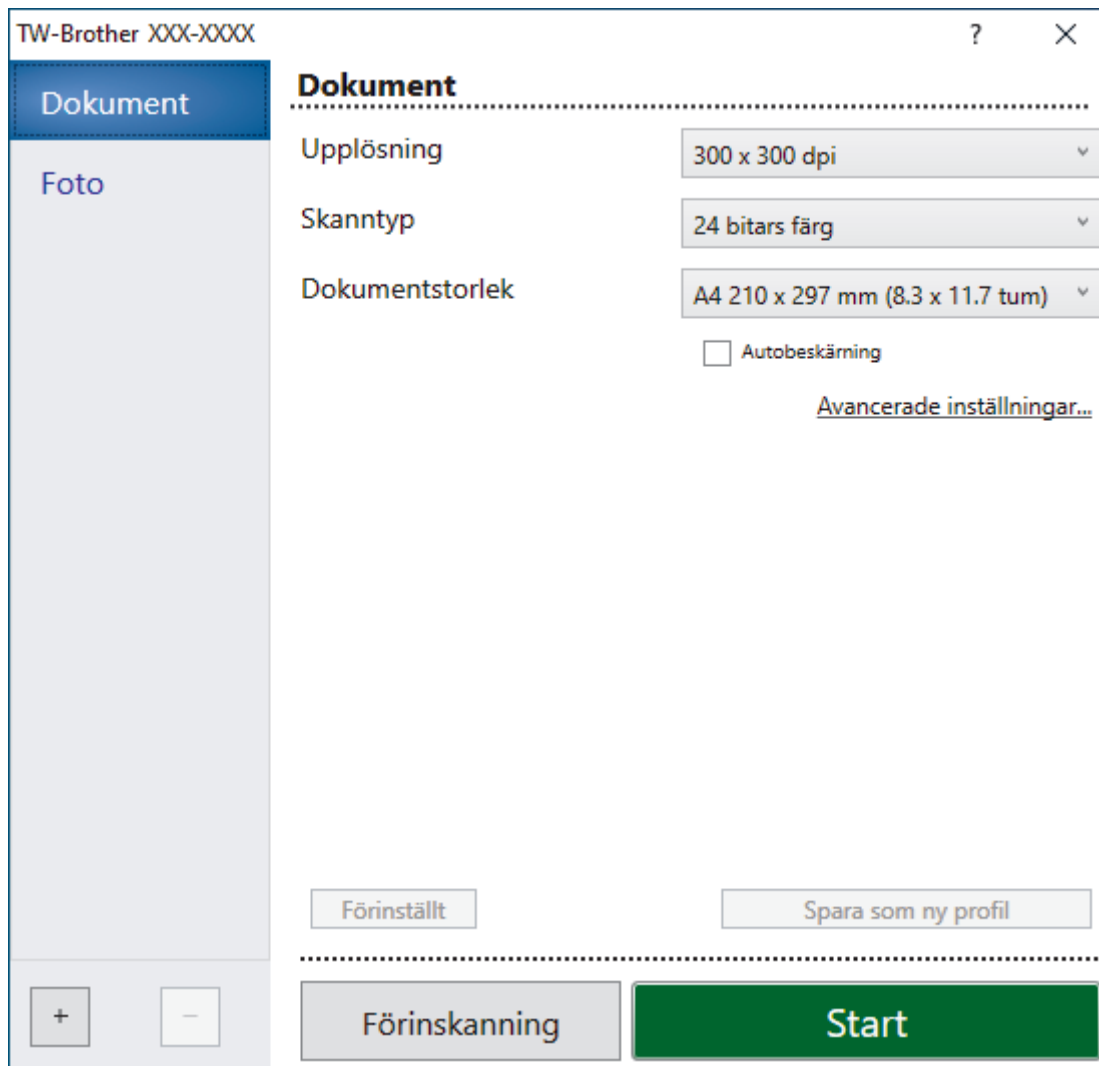 TW-Brother XXX-XXXX ?
Dokument
Foto
Dokument
Upplösning 300 x 300 dpi
Skanntyp 24 bitars färg
Dokumentstorlek A4 210 x 297 mm (8.3 x 11.7 tum)
Autobeskärning
Avancerade inställningar...
Förinställt Spara som ny profil
+ − Förinskanning Start